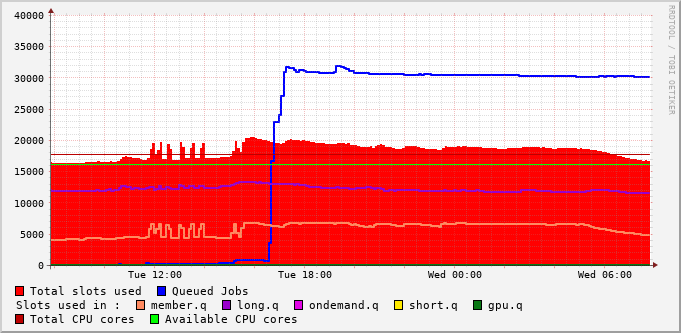 40000
35000
30000
25000
20000
15000
10000
5000
0
Tue 12:00 Tue 18:00 Wed 00:00 Wed 06:00
Total slots used Queued Jobs
Slots used in : member.q long.q ondemand.q short.q gpu.q
Total CPU cores Available CPU cores
RRDTOOL / TOBI OETIKER